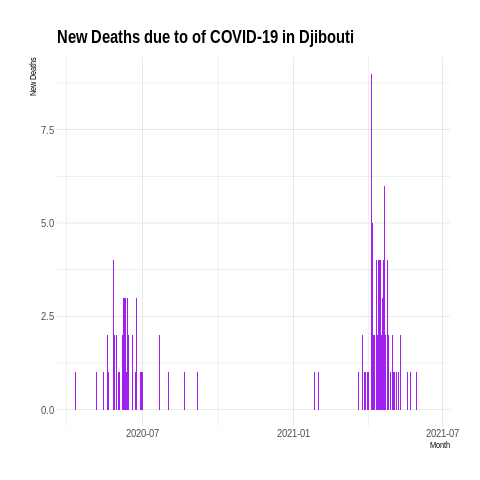 New Deaths due to of COVID-19 in Djibouti
New Deaths
7.5
5.0
2.5
0.0
2020-07
2021-01
2021-07
Month